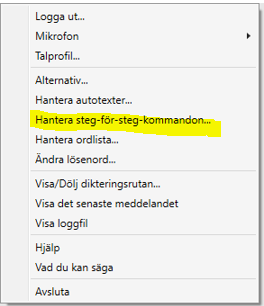 Logga ut...
Mikrofon
Talprofil...
Alternativ...
Hantera autotexter...
Hantera steg-för-steg-kommandon...
Hantera ordlista...
Ändra lösenord...
Visa/Dölj dikteringsrutan...
Visa det senaste meddelandet
Visa loggfil
Hjälp
Vad du kan säga
Avsluta